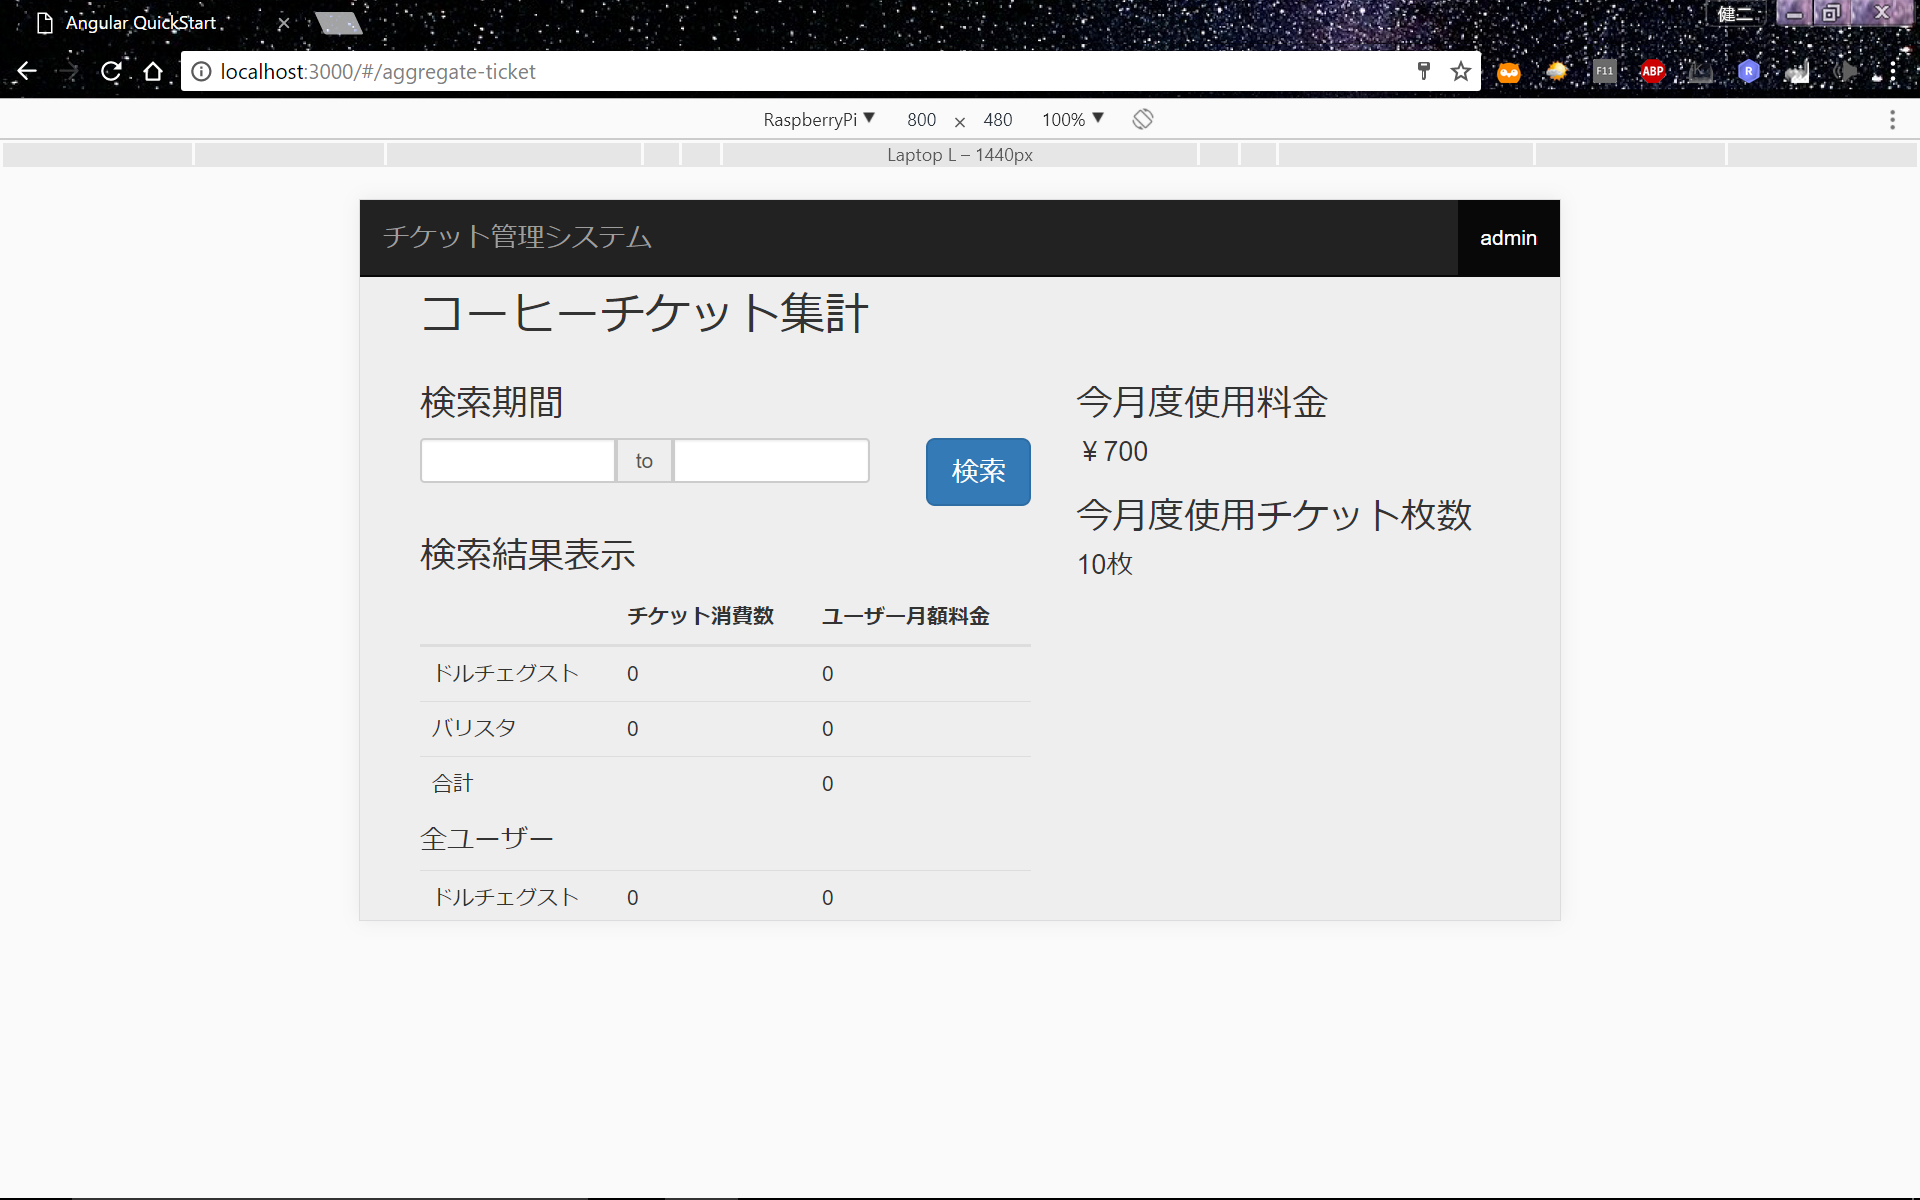 Angular QuickStart
健二
localhost:3000/#/aggregate-ticket
F11
ABP
R
RaspberryPi 800 × 480 100%
Laptop L – 1440px
チケット管理システム
admin
コーヒーチケット集計
検索期間
to
検索
今月度使用料金
￥700
今月度使用チケット枚数
10枚
検索結果表示
チケット消費数 ユーザー月額料金
ドルチェグスト 0 0
バリスタ 0 0
合計 0
全ユーザー
ドルチェグスト 0 0